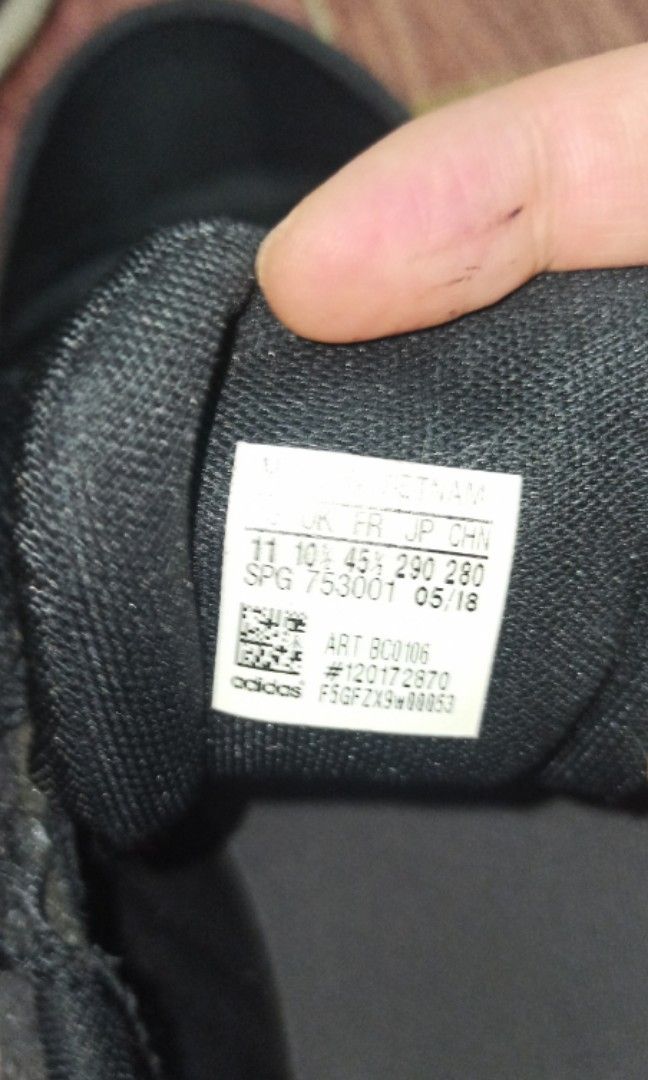 VIETNAM
UK FR JP CHN
11 10½ 45⅓ 290 280
SPG 753001 05/18
ART BC0106
#120172870
adidas F5GFZX9W00053